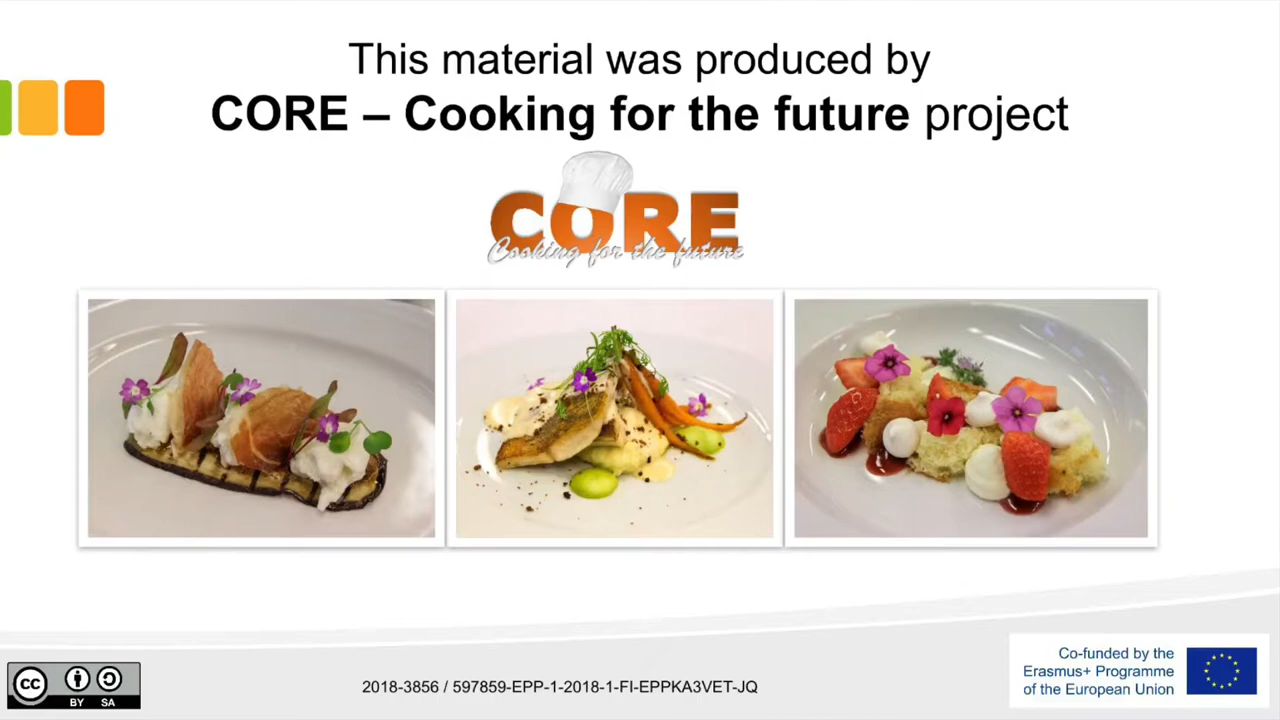 This material was produced by
CORE – Cooking for the future project
CORE
Cooking for the future
cc
BY SA
2018-3856 / 597859-EPP-1-2018-1-FI-EPPKA3VET-JQ
Co-funded by the
Erasmus+ Programme
of the European Union